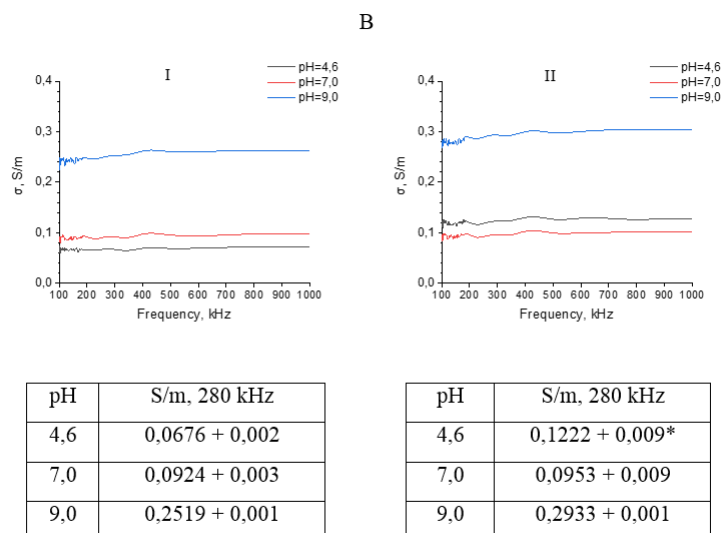 B
I
pH=4,6
pH=7,0
pH=9,0
0,4
0,3
0,2
0,1
0,0
σ, S/m
100 200 300 400 500 600 700 800 900 1000
Frequency, kHz
II
pH=4,6
pH=7,0
pH=9,0
0,4
0,3
0,2
0,1
0,0
σ, S/m
100 200 300 400 500 600 700 800 900 1000
Frequency, kHz
pH S/m, 280 kHz
4,6 0,0676 + 0,002
7,0 0,0924 + 0,003
9,0 0,2519 + 0,001
pH S/m, 280 kHz
4,6 0,1222 + 0,009*
7,0 0,0953 + 0,009
9,0 0,2933 + 0,001